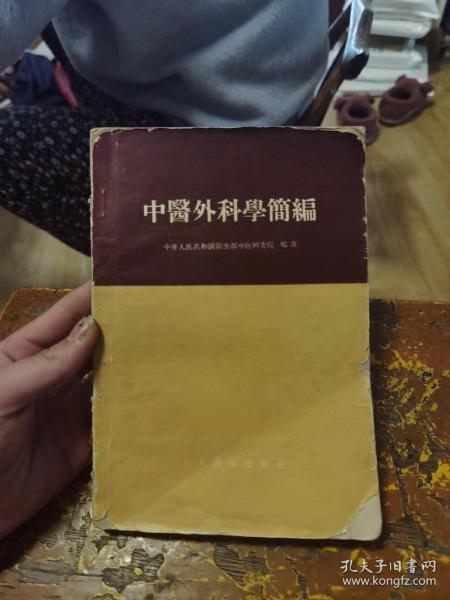 中醫外科學簡編
中華人民共和國衛生部中医研究院 編著
人民衛生出版社
孔夫子旧书网
www.kongfz.com